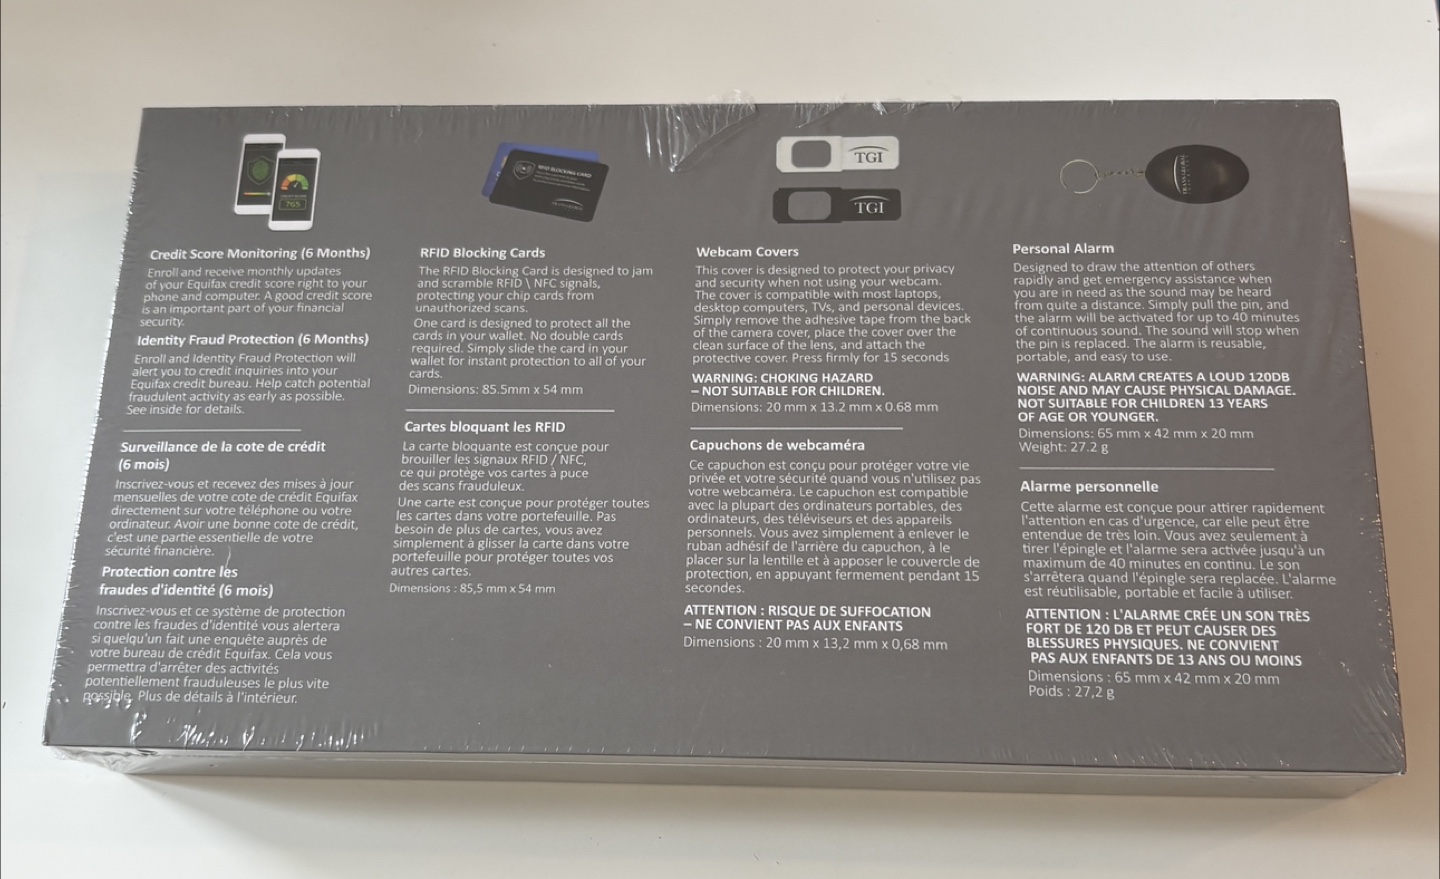 765
RFID BLOCKING CARD
TGI
TGI
Credit Score Monitoring (6 Months)
Enroll and receive monthly updates
of your Equifax credit score right to your
phone and computer. A good credit score
is an important part of your financial
security.
Identity Fraud Protection (6 Months)
Enroll and Identity Fraud Protection will
alert you to credit inquiries into your
Equifax credit bureau. Help catch potential
fraudulent activity as early as possible.
See inside for details.
Surveillance de la cote de crédit
(6 mois)
Inscrivez-vous et recevez des mises à jour
mensuelles de votre cote de crédit Equifax
directement sur votre téléphone ou votre
ordinateur. Avoir une bonne cote de crédit,
c'est une partie essentielle de votre
sécurité financière.
Protection contre les
fraudes d'identité (6 mois)
Inscrivez-vous et ce système de protection
contre les fraudes d'identité vous alertera
si quelqu'un fait une enquête auprès de
votre bureau de crédit Equifax. Cela vous
permettra d'arrêter des activités
potentiellement frauduleuses le plus vite
possible. Plus de détails à l'intérieur.
RFID Blocking Cards
The RFID Blocking Card is designed to jam
and scramble RFID \ NFC signals,
protecting your chip cards from
unauthorized scans.
One card is designed to protect all the
cards in your wallet. No double cards
required. Simply slide the card in your
wallet for instant protection to all of your
cards.
Dimensions: 85.5mm x 54 mm
Cartes bloquant les RFID
La carte bloquante est conçue pour
brouiller les signaux RFID / NFC,
ce qui protège vos cartes à puce
des scans frauduleux.
Une carte est conçue pour protéger toutes
les cartes dans votre portefeuille. Pas
besoin de plus de cartes, vous avez
simplement à glisser la carte dans votre
portefeuille pour protéger toutes vos
autres cartes.
Dimensions : 85,5 mm x 54 mm
Webcam Covers
This cover is designed to protect your privacy
and security when not using your webcam.
The cover is compatible with most laptops,
desktop computers, TVs, and personal devices.
Simply remove the adhesive tape from the back
of the camera cover, place the cover over the
clean surface of the lens, and attach the
protective cover. Press firmly for 15 seconds
WARNING: CHOKING HAZARD
– NOT SUITABLE FOR CHILDREN.
Dimensions: 20 mm x 13.2 mm x 0.68 mm
Capuchons de webcaméra
Ce capuchon est conçu pour protéger votre vie
privée et votre sécurité quand vous n'utilisez pas
votre webcaméra. Le capuchon est compatible
avec la plupart des ordinateurs portables, des
ordinateurs, des téléviseurs et des appareils
personnels. Vous avez simplement à enlever le
ruban adhésif de l'arrière du capuchon, à le
placer sur la lentille et à apposer le couvercle de
protection, en appuyant fermement pendant 15
secondes.
ATTENTION : RISQUE DE SUFFOCATION
– NE CONVIENT PAS AUX ENFANTS
Dimensions : 20 mm x 13,2 mm x 0,68 mm
Personal Alarm
Designed to draw the attention of others
rapidly and get emergency assistance when
you are in need as the sound may be heard
from quite a distance. Simply pull the pin, and
the alarm will be activated for up to 40 minutes
of continuous sound. The sound will stop when
the pin is replaced. The alarm is reusable,
portable, and easy to use.
WARNING: ALARM CREATES A LOUD 120DB
NOISE AND MAY CAUSE PHYSICAL DAMAGE.
NOT SUITABLE FOR CHILDREN 13 YEARS
OF AGE OR YOUNGER.
Dimensions: 65 mm x 42 mm x 20 mm
Weight: 27.2 g
Alarme personnelle
Cette alarme est conçue pour attirer rapidement
l'attention en cas d'urgence, car elle peut être
entendue de très loin. Vous avez seulement à
tirer l'épingle et l'alarme sera activée jusqu'à un
maximum de 40 minutes en continu. Le son
s'arrêtera quand l'épingle sera replacée. L'alarme
est réutilisable, portable et facile à utiliser.
ATTENTION : L'ALARME CRÉE UN SON TRÈS
FORT DE 120 DB ET PEUT CAUSER DES
BLESSURES PHYSIQUES. NE CONVIENT
PAS AUX ENFANTS DE 13 ANS OU MOINS
Dimensions : 65 mm x 42 mm x 20 mm
Poids : 27,2 g